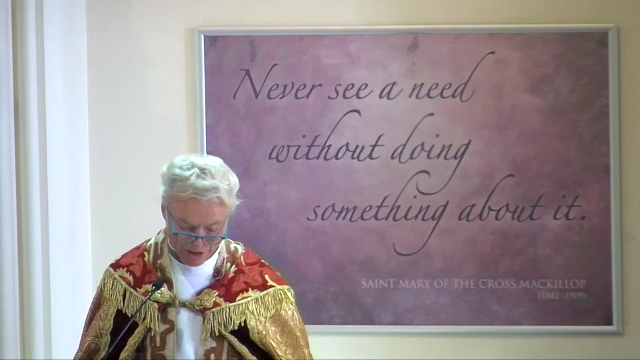 Never see a need
without doing
something about it.
SAINT MARY OF THE CROSS MACKILLOP
(1842 -1909)